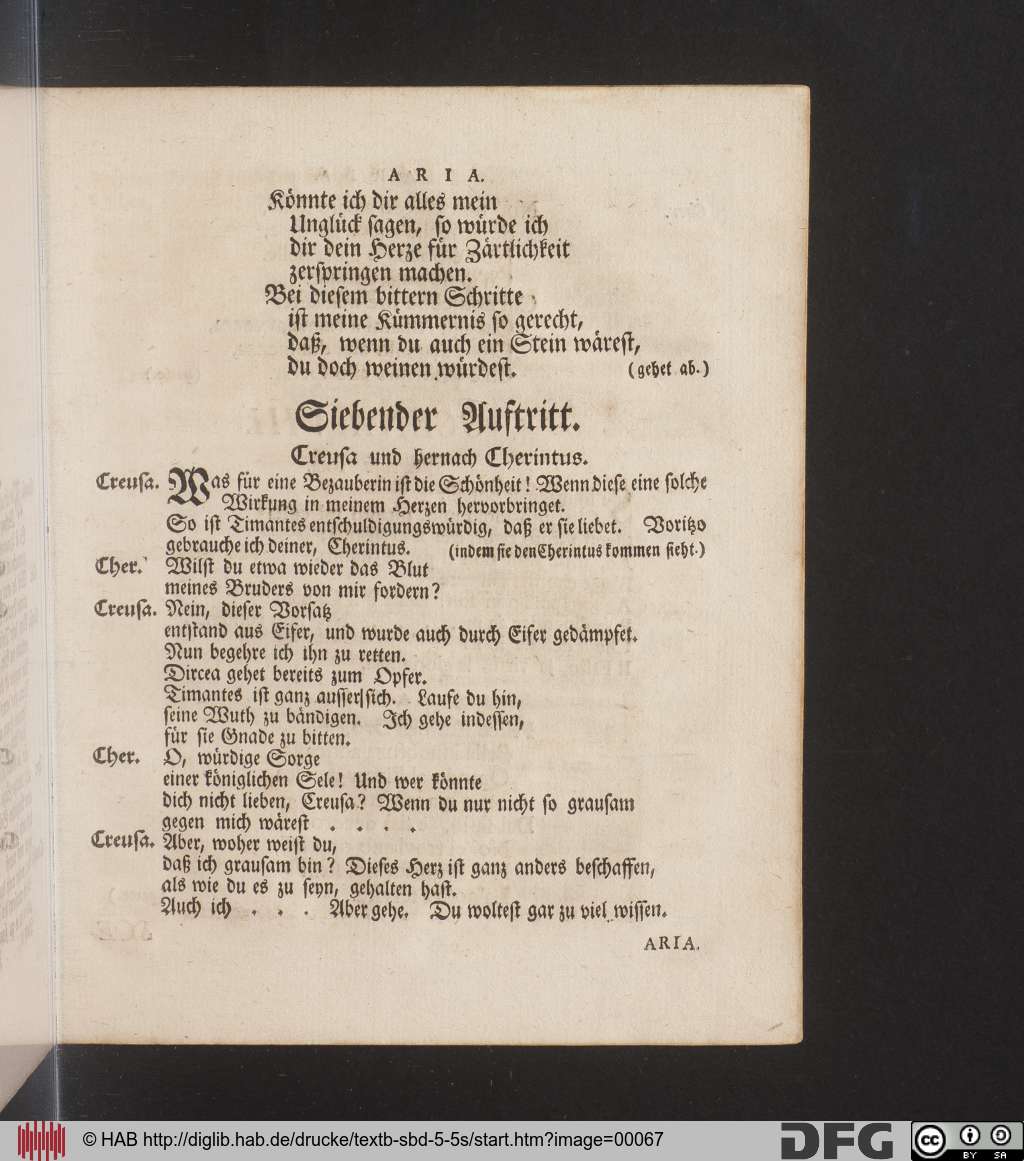 ARIA.
Könnte ich dir alles mein
Unglück sagen, so würde ich
dir dein Herze für Zärtlichkeit
zerspringen machen.
Bei diesem bittern Schritte
ist meine Kümmernis so gerecht,
daß, wenn du auch ein Stein wärest,
du doch weinen würdest. (gehet ab.)
Siebender Auftritt.
Creusa und hernach Cherintus.
Creusa. Was für eine Bezauberin ist die Schönheit! Wenn diese eine solche
Wirkung in meinem Herzen hervorbringet.
So ist Timantes entschuldigungswürdig, daß er sie liebet. Voritzo
gebrauche ich deiner, Cherintus. (indem sie den Cherintus kommen sieht.)
Cher. Wilst du etwa wieder das Blut
meines Bruders von mir fordern?
Creusa. Nein, dieser Vorsatz
entstand aus Eifer, und wurde auch durch Eifer gedämpfet.
Nun begehre ich ihn zu retten.
Dircea gehet bereits zum Opfer.
Timantes ist ganz ausser sich. Laufe du hin,
seine Wuth zu bändigen. Ich gehe indessen,
für sie Gnade zu bitten.
Cher. O, würdige Sorge
einer königlichen Sele! Und wer könnte
dich nicht lieben, Creusa? Wenn du nur nicht so grausam
gegen mich wärest . . . .
Creusa. Aber, woher weist du,
daß ich grausam bin? Dieses Herz ist ganz anders beschaffen,
als wie du es zu seyn, gehalten hast.
Auch ich . . . Aber gehe. Du woltest gar zu viel wissen.
ARIA.
© HAB http://diglib.hab.de/drucke/textb-sbd-5-5s/start.htm?image=00067
DFG
cc BY SA